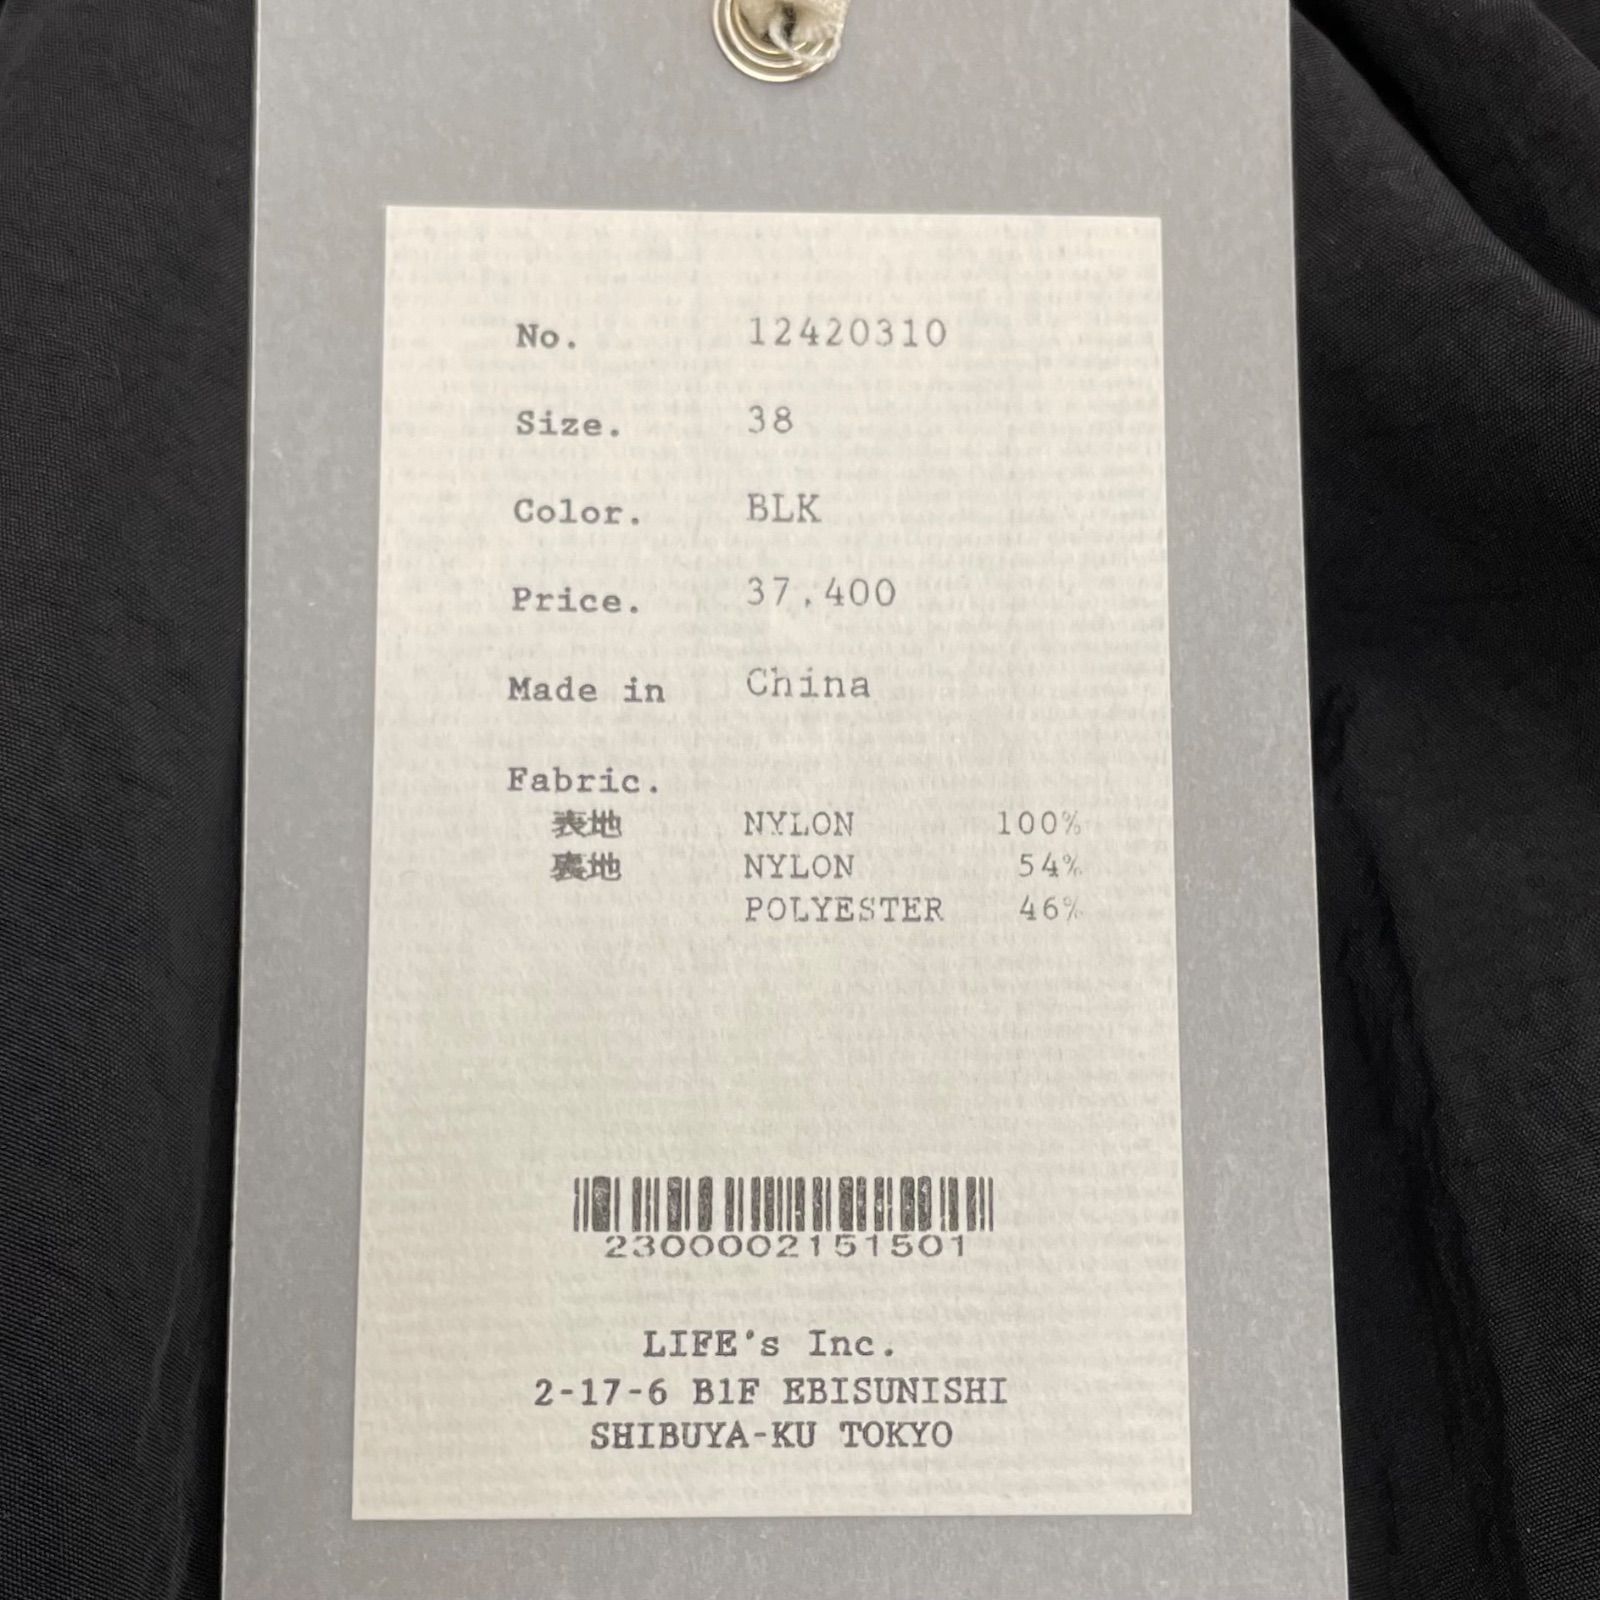 No. 12420310
Size. 38
Color. BLK
Price. 37,400
Made in China
Fabric.
表地 NYLON 100%
裏地 NYLON 54%
POLYESTER 46%
2300002151501
LIFE's Inc.
2-17-6 B1F EBISUNISHI
SHIBUYA-KU TOKYO